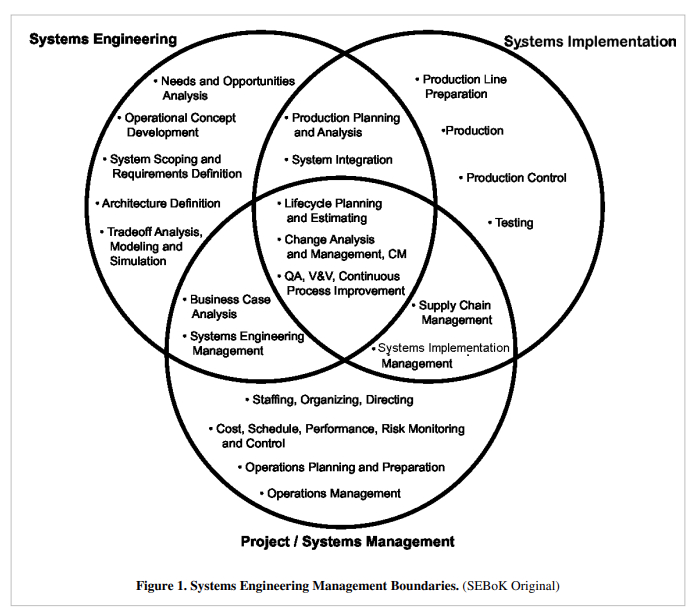 Systems Engineering
Systems Implementation
• Needs and Opportunities
Analysis
• Operational Concept
Development
• System Scoping and
Requirements Definition
• Architecture Definition
• Tradeoff Analysis,
Modeling and
Simulation
• Production Planning
and Analysis
• System Integration
• Production Line
Preparation
•Production
• Production Control
• Testing
• Lifecycle Planning
and Estimating
• Change Analysis
and Management, CM
• QA, V&V, Continuous
Process Improvement
• Business Case
Analysis
• Systems Engineering
Management
• Supply Chain
Management
• Systems Implementation
Management
• Staffing, Organizing, Directing
• Cost, Schedule, Performance, Risk Monitoring
and Control
• Operations Planning and Preparation
• Operations Management
Project / Systems Management
Figure 1. Systems Engineering Management Boundaries. (SEBoK Original)